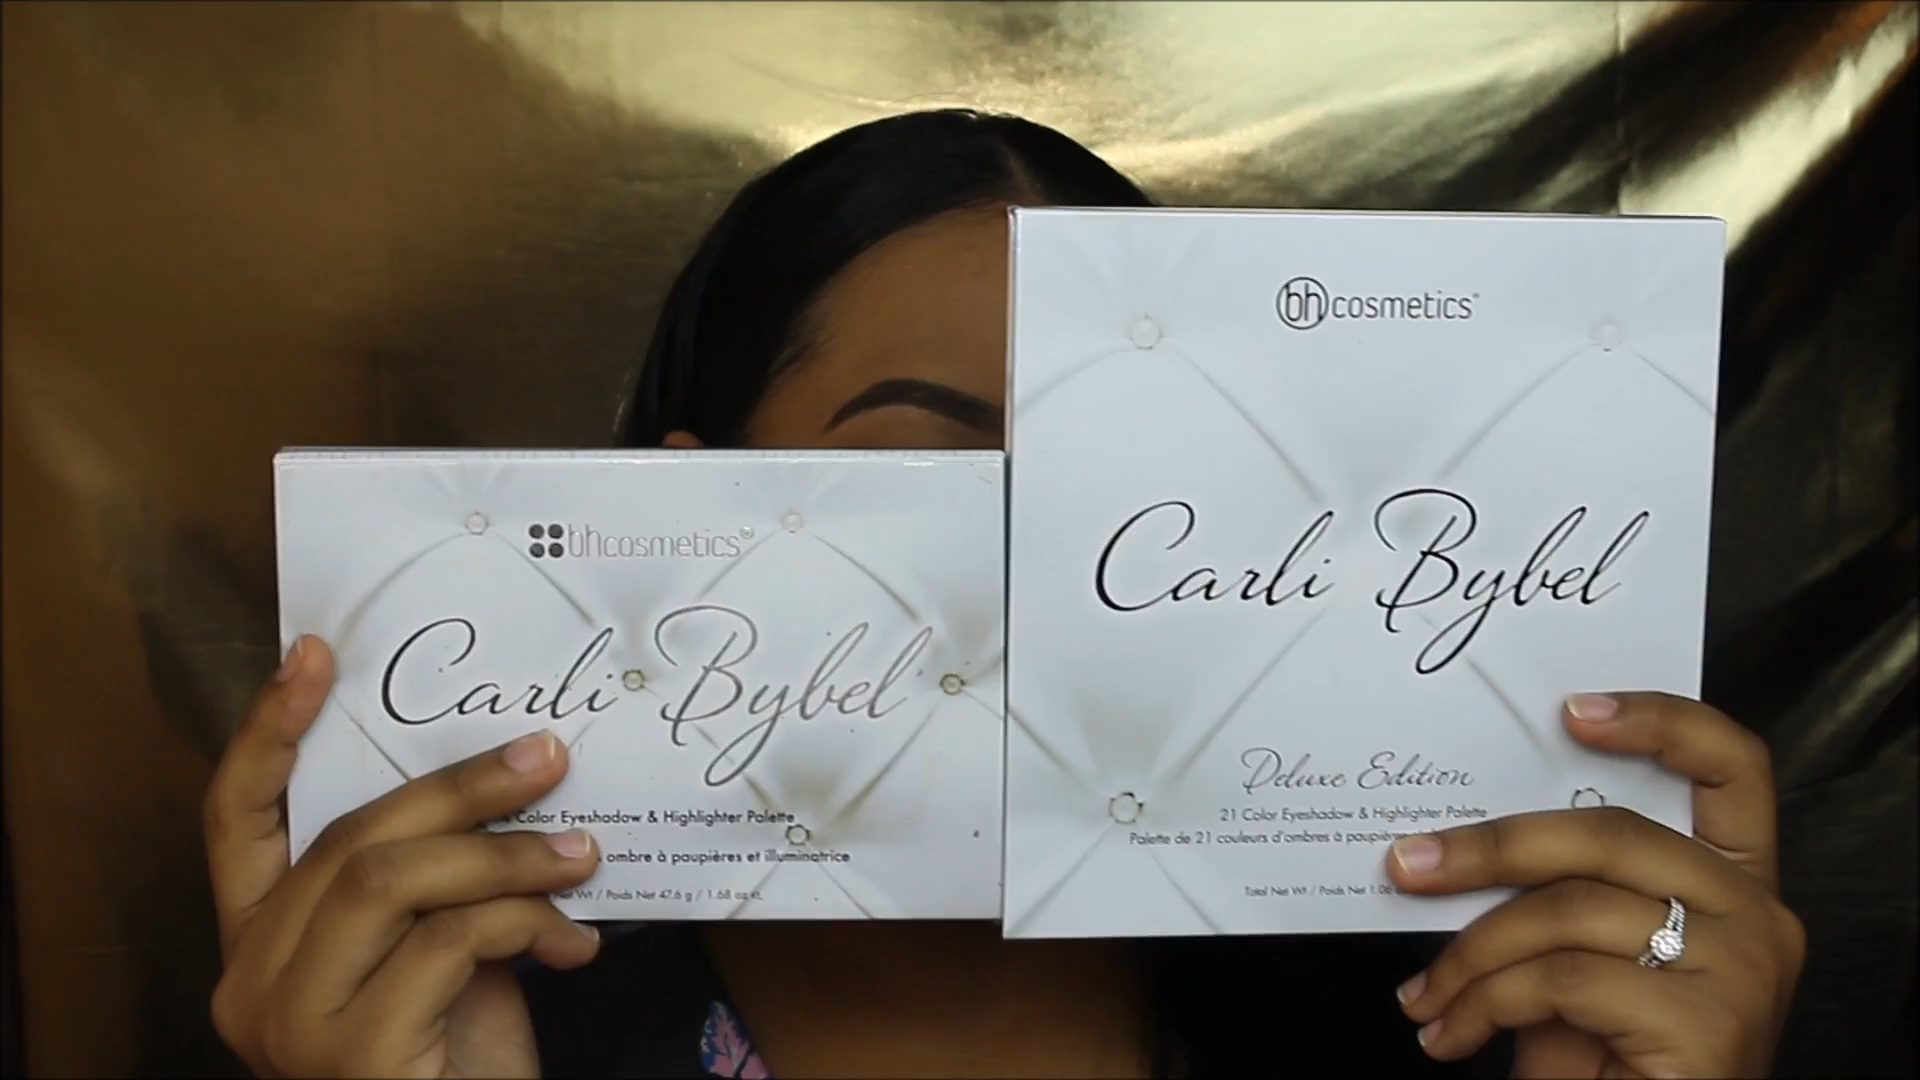 bhcosmetics®
Carli Bybel
Color Eyeshadow & Highlighter Palette
ombre à paupières et illuminatrice
Net Wt / Poids Net 47.6 g / 1.68 oz e.
bhcosmetics
Carli Bybel
Deluxe Edition
21 Color Eyeshadow & Highlighter Palette
Palette de 21 couleurs d'ombres à paupières
Total Net Wt / Poids Net 1.06